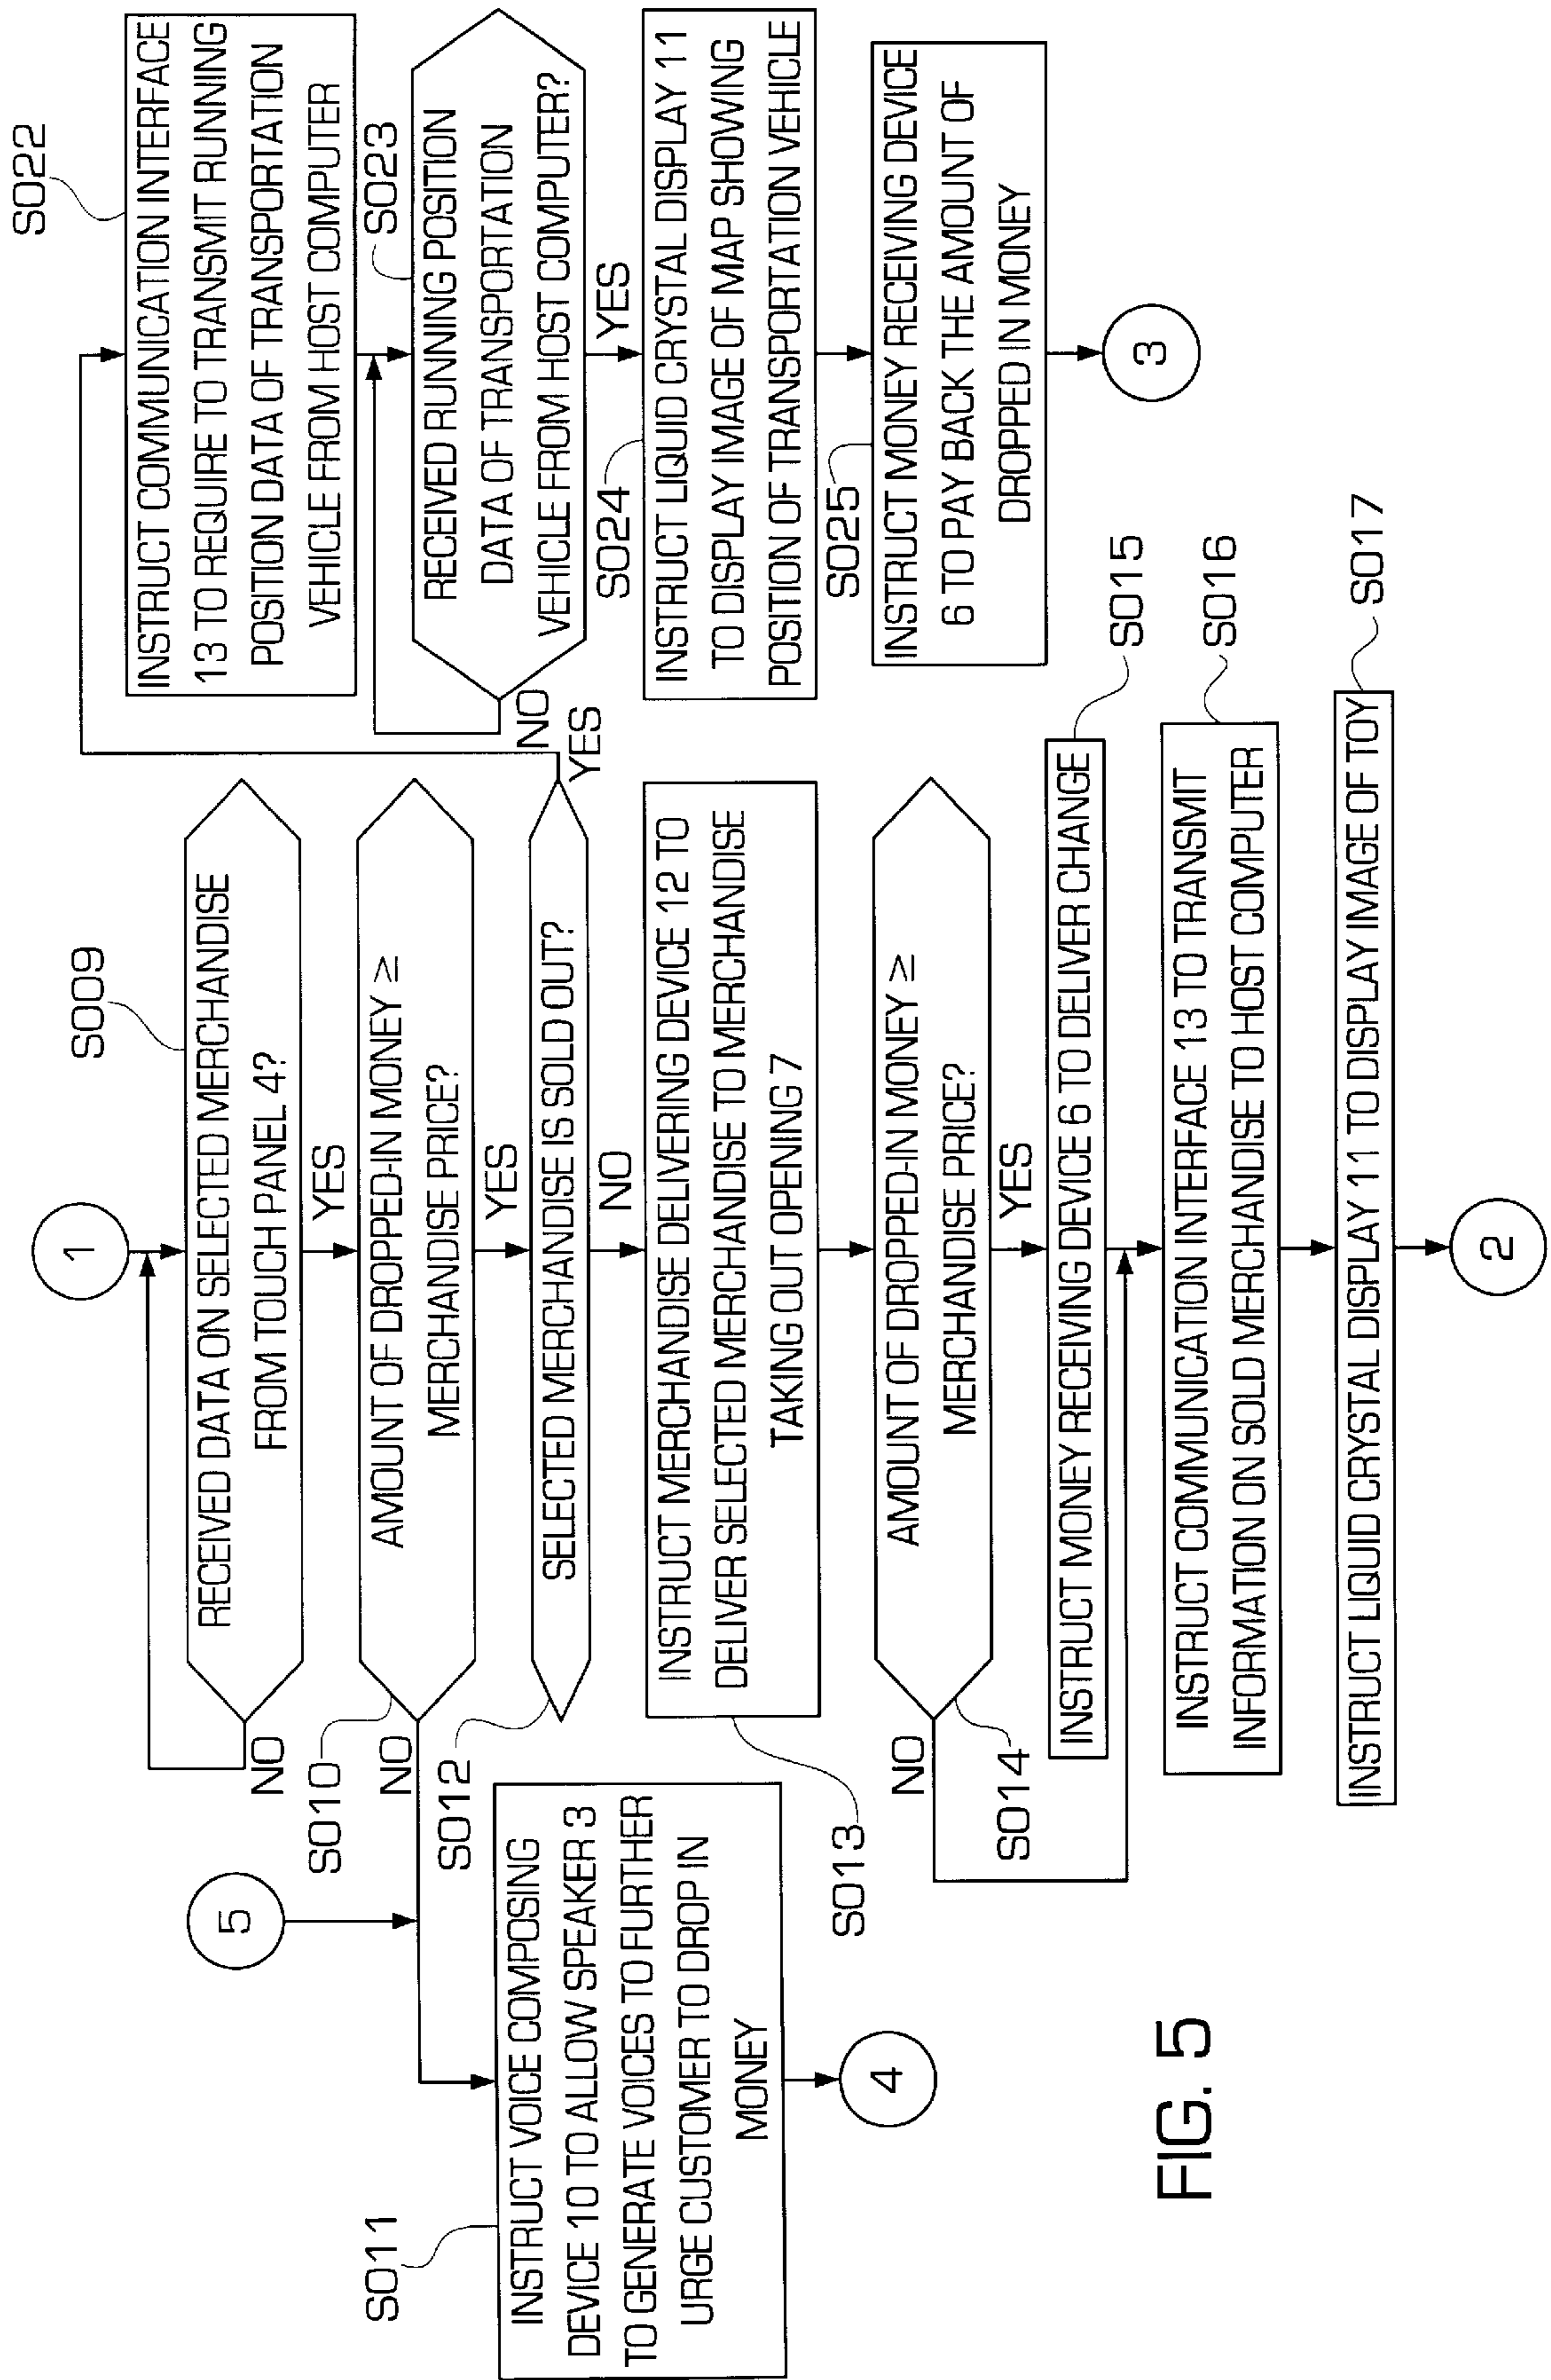 1
S009
RECEIVED DATA ON SELECTED MERCHANDISE
FROM TOUCH PANEL 4?
NO
YES
S010
AMOUNT OF DROPPED-IN MONEY ≥
MERCHANDISE PRICE?
NO
YES
5
S011
INSTRUCT VOICE COMPOSING
DEVICE 10 TO ALLOW SPEAKER 3
TO GENERATE VOICES TO FURTHER
URGE CUSTOMER TO DROP IN
MONEY
4
S012
SELECTED MERCHANDISE IS SOLD OUT?
YES
NO
S013
INSTRUCT MERCHANDISE DELIVERING DEVICE 12 TO
DELIVER SELECTED MERCHANDISE TO MERCHANDISE
TAKING OUT OPENING 7
S014
AMOUNT OF DROPPED-IN MONEY ≥
MERCHANDISE PRICE?
NO
YES
S015
INSTRUCT MONEY RECEIVING DEVICE 6 TO DELIVER CHANGE
S016
INSTRUCT COMMUNICATION INTERFACE 13 TO TRANSMIT
INFORMATION ON SOLD MERCHANDISE TO HOST COMPUTER
S017
INSTRUCT LIQUID CRYSTAL DISPLAY 11 TO DISPLAY IMAGE OF TOY
2
S022
INSTRUCT COMMUNICATION INTERFACE
13 TO REQUIRE TO TRANSMIT RUNNING
POSITION DATA OF TRANSPORTATION
VEHICLE FROM HOST COMPUTER
S023
RECEIVED RUNNING POSITION
DATA OF TRANSPORTATION
VEHICLE FROM HOST COMPUTER?
NO
YES
S024
INSTRUCT LIQUID CRYSTAL DISPLAY 11
TO DISPLAY IMAGE OF MAP SHOWING
POSITION OF TRANSPORTATION VEHICLE
S025
INSTRUCT MONEY RECEIVING DEVICE
6 TO PAY BACK THE AMOUNT OF
DROPPED IN MONEY
3
FIG. 5